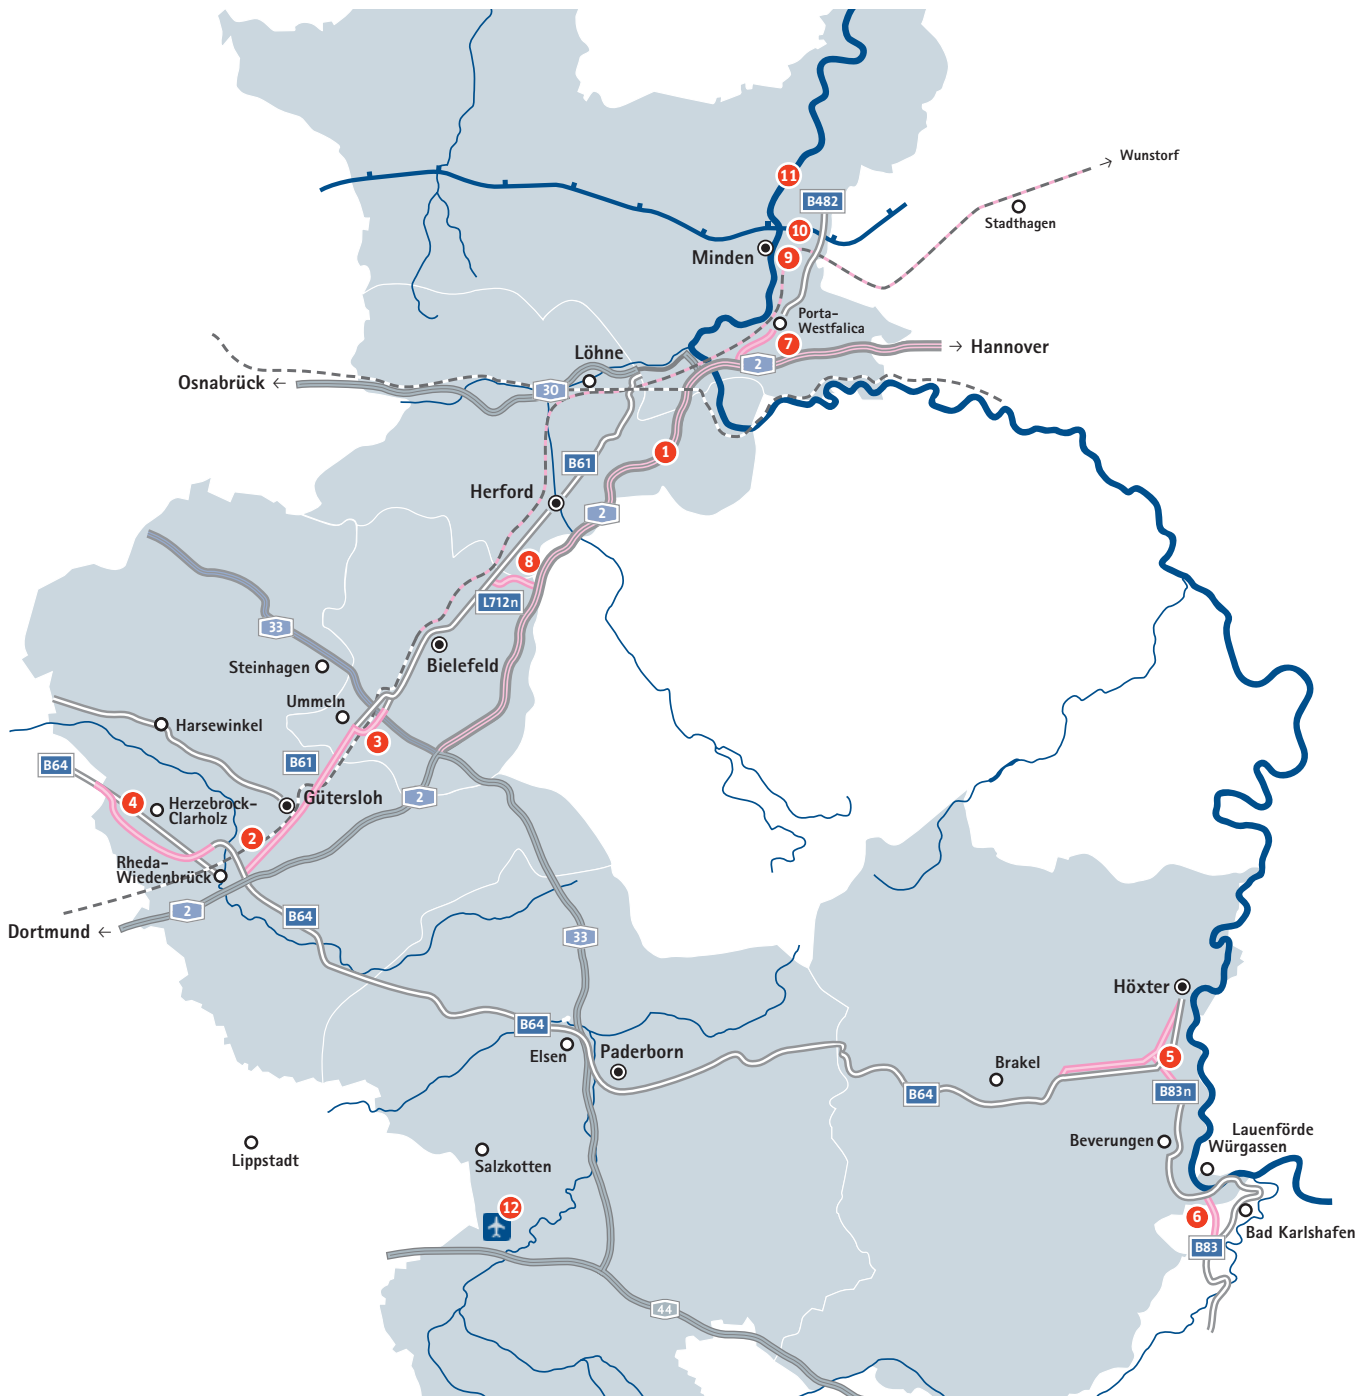 Wunstorf
11
B482
Stadthagen
10
Minden
9
Porta-
Westfalica
7
Hannover
Löhne
2
Osnabrück
30
1
B61
Herford
2
8
L712n
33
Steinhagen
Bielefeld
Ummeln
Harsewinkel
3
B64
B61
4
Herzebrock-
Clarholz
Gütersloh
2
2
Rheda-
Wiedenbrück
2
B64
Dortmund
33
Höxter
B64
Elsen
Paderborn
Brakel
5
B64
B83n
Lauenförde
Beverungen
Würgassen
Lippstadt
Salzkotten
12
6
Bad Karlshafen
B83
44